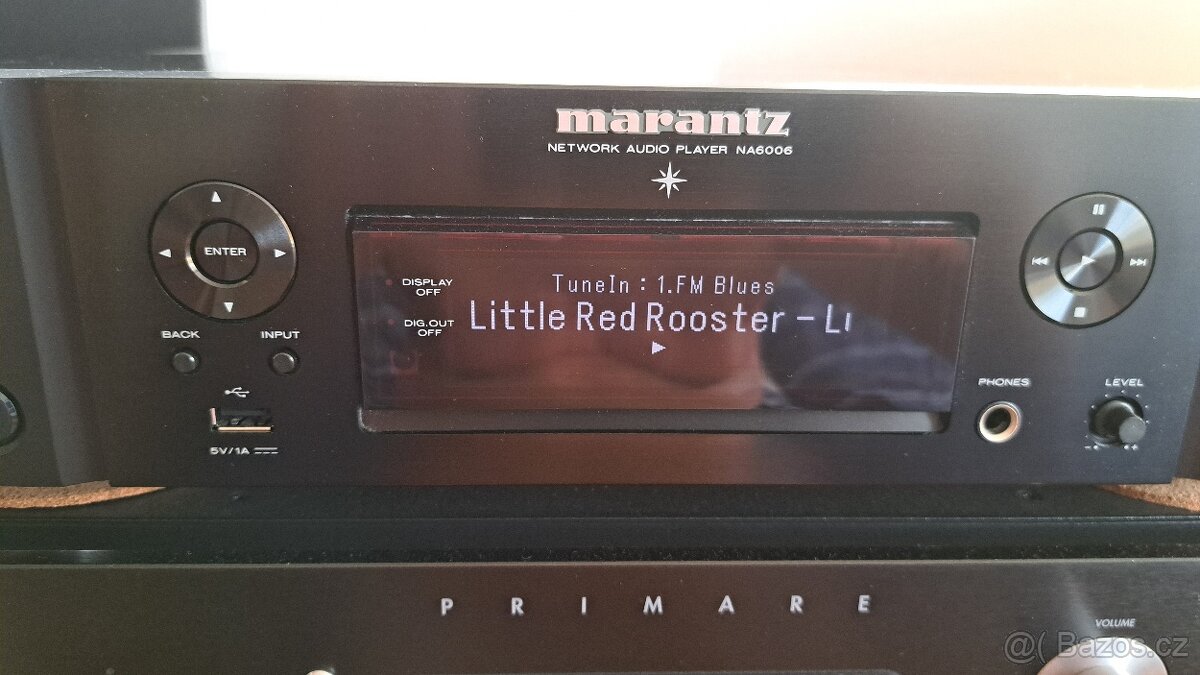 marantz
NETWORK AUDIO PLAYER NA6006
ENTER
BACK
INPUT
5V/1A
DISPLAY
OFF
DIG.OUT
OFF
TuneIn : 1.FM Blues
Little Red Rooster – L
PHONES
LEVEL
PRIMARE
VOLUME
Bazos.cz